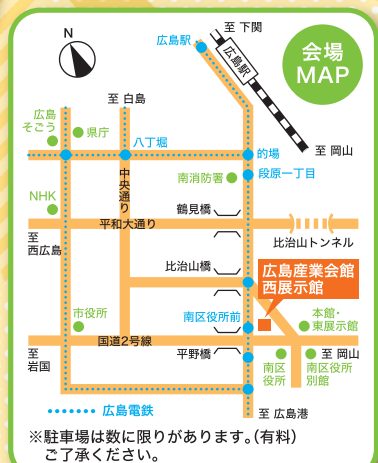 N
至 下関
広島駅
広島駅
会場
MAP
至 白島
広島
そごう
県庁
八丁堀
的場
至 岡山
段原一丁目
南消防署
中央通り
NHK
鶴見橋
平和大通り
至
西広島
比治山トンネル
比治山橋
広島産業会館
西展示館
市役所
南区役所前
本館・
東展示館
国道2号線
至
岩国
平野橋
南区
役所
至 岡山
南区役所
別館
広島電鉄
至 広島港
※駐車場は数に限りがあります。(有料)
ご了承ください。